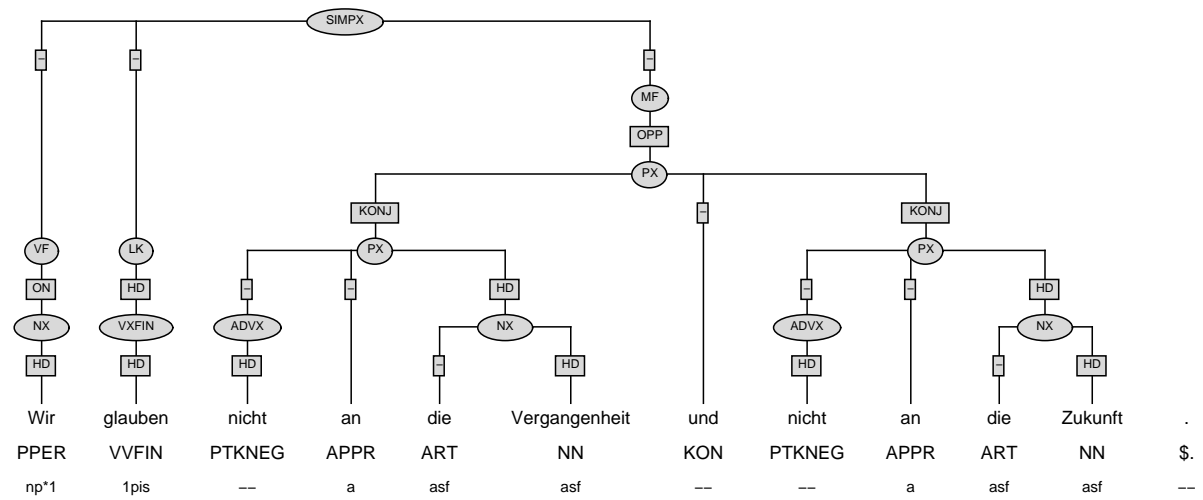 SIMPX
– – –
MF
OPP
PX
KONJ – KONJ
VF LK PX PX
ON HD – – HD – – HD
NX VXFIN ADVX NX ADVX NX
HD HD HD – HD HD – HD
Wir glauben nicht an die Vergangenheit und nicht an die Zukunft .
PPER VVFIN PTKNEG APPR ART NN KON PTKNEG APPR ART NN $.
np*1 1pis –– a asf asf –– –– a asf asf ––